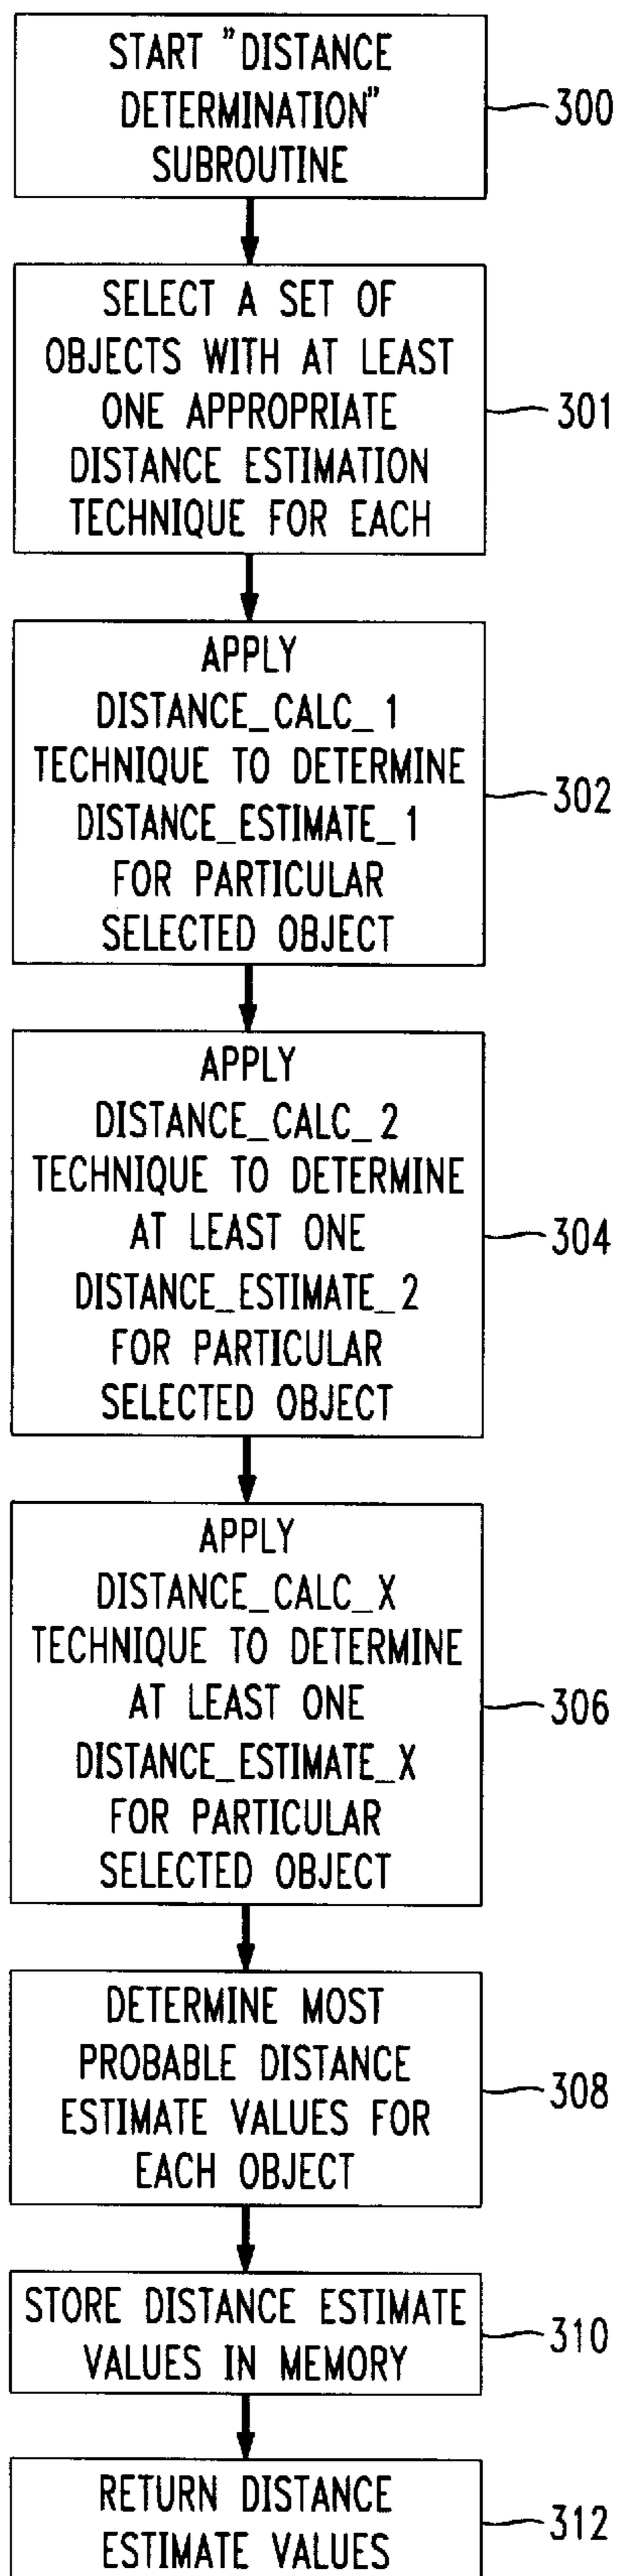 START "DISTANCE
DETERMINATION"
SUBROUTINE
300
SELECT A SET OF
OBJECTS WITH AT LEAST
ONE APPROPRIATE
DISTANCE ESTIMATION
TECHNIQUE FOR EACH
301
APPLY
DISTANCE_CALC_1
TECHNIQUE TO DETERMINE
DISTANCE_ESTIMATE_1
FOR PARTICULAR
SELECTED OBJECT
302
APPLY
DISTANCE_CALC_2
TECHNIQUE TO DETERMINE
AT LEAST ONE
DISTANCE_ESTIMATE_2
FOR PARTICULAR
SELECTED OBJECT
304
APPLY
DISTANCE_CALC_X
TECHNIQUE TO DETERMINE
AT LEAST ONE
DISTANCE_ESTIMATE_X
FOR PARTICULAR
SELECTED OBJECT
306
DETERMINE MOST
PROBABLE DISTANCE
ESTIMATE VALUES FOR
EACH OBJECT
308
STORE DISTANCE ESTIMATE
VALUES IN MEMORY
310
RETURN DISTANCE
ESTIMATE VALUES
312